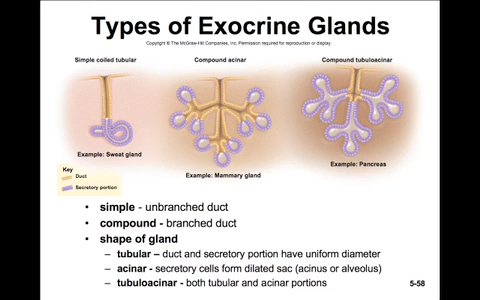 Types of Exocrine Glands
Copyright © The McGraw-Hill Companies, Inc. Permission required for reproduction or display.
Simple coiled tubular
Compound acinar
Compound tubuloacinar
Example: Sweat gland
Example: Mammary gland
Example: Pancreas
Key
Duct
Secretory portion
• simple - unbranched duct
• compound - branched duct
• shape of gland
– tubular – duct and secretory portion have uniform diameter
– acinar - secretory cells form dilated sac (acinus or alveolus)
– tubuloacinar - both tubular and acinar portions
5-58